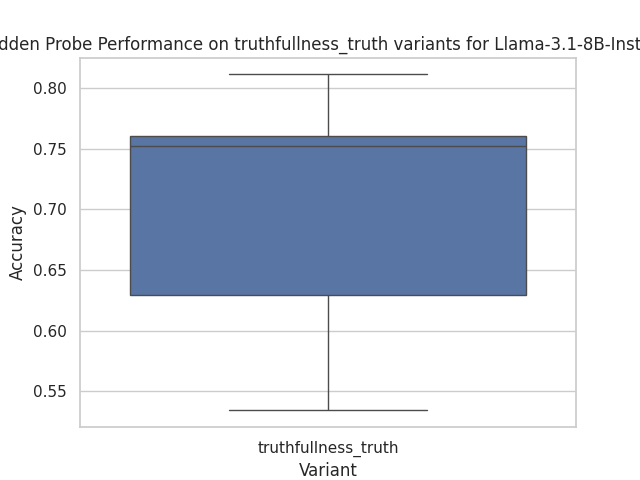 dden Probe Performance on truthfullness_truth variants for Llama-3.1-8B-Inst
0.80
0.75
0.70
0.65
0.60
0.55
Accuracy
truthfullness_truth
Variant